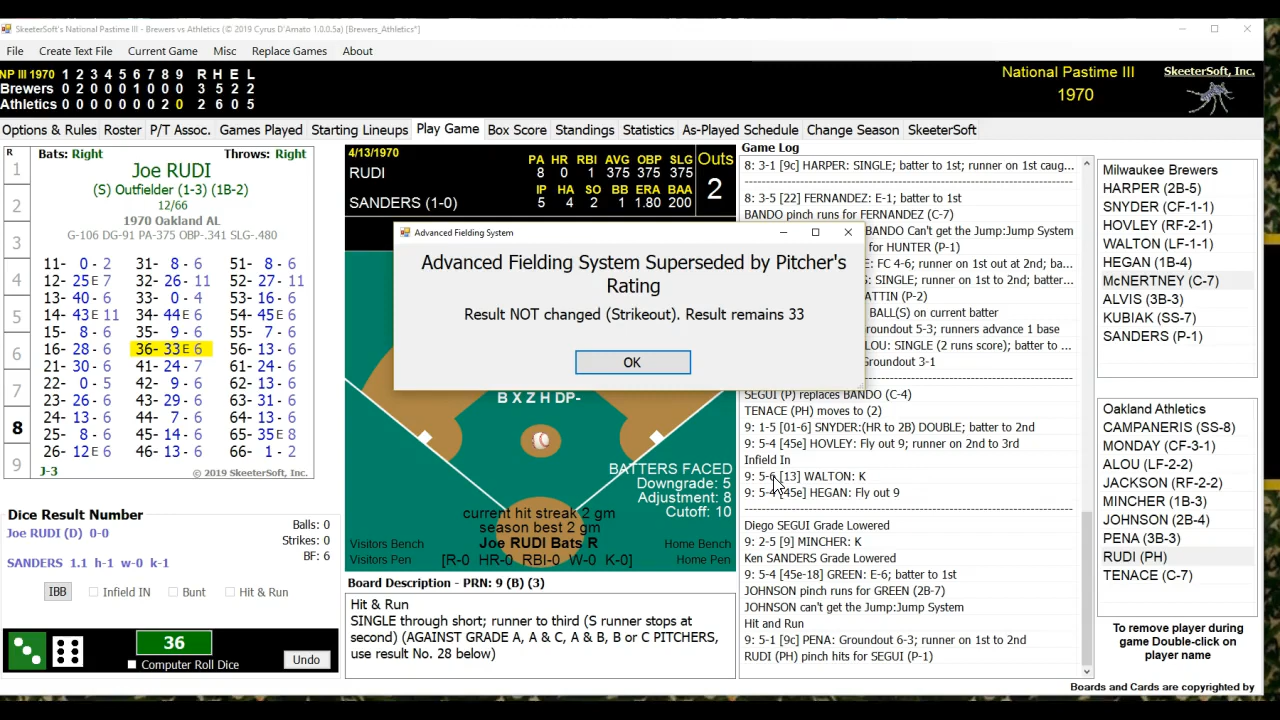 SkeeterSoft's National Pastime III - Brewers vs Athletics (© 2019 Cyrus D'Amato 1.0.0.5a) [Brewers_Athletics*]
File Create Text File Current Game Misc Replace Games About
NP III 1970 1 2 3 4 5 6 7 8 9 R H E L
Brewers 0 2 0 0 0 1 0 0 0 3 5 2 2
Athletics 0 0 0 0 0 0 0 2 0 2 6 0 5
National Pastime III
1970
SkeeterSoft, Inc.
Options & Rules Roster P/T Assoc. Games Played Starting Lineups Play Game Box Score Standings Statistics As-Played Schedule Change Season SkeeterSoft
R
1
2
3
4
5
6
7
8
9
Bats: Right Throws: Right
Joe RUDI
(S) Outfielder (1-3) (1B-2)
12/66
1970 Oakland AL
G-106 DG-91 PA-375 OBP-.341 SLG-.480
11- 0 - 2 31- 8 - 6 51- 8 - 6
12- 25 E 7 32- 26 - 11 52- 27 - 11
13- 20 - 6 33- 0 - 4 53- 16 - 6
14- 43 E 11 34- 44 E 6 54- 45 E 6
15- 8 - 6 35- 9 - 6 55- 31 - 6
16- 28 - 6 36- 33 E 6 56- 13 - 6
21- 30 - 6 41- 24 - 7 61- 24 - 6
22- 0 - 5 42- 9 - 6 62- 13 - 6
23- 26 - 6 43- 29 - 6 63- 31 - 6
24- 13 - 6 44- 7 - 6 64- 13 - 6
25- 8 - 6 45- 14 - 6 65- 35 E 8
26- 12 E 6 46- 13 - 6 66- 1 - 2
J-3 © 2019 SkeeterSoft, Inc.
Dice Result Number
Joe RUDI (D) 0-0
SANDERS 1.1 h-1 w-0 k-1
Balls: 0
Strikes: 0
BF: 6
IBB Infield IN Bunt Hit & Run
36
Computer Roll Dice
Undo
4/13/1970
PA HR RBI AVG OBP SLG
RUDI 8 0 1 375 375 375
IP HA SO BB ERA BAA
SANDERS (1-0) 5 4 2 1 1.80 200
Outs
2
Advanced Fielding System
Advanced Fielding System Superseded by Pitcher's
Rating
Result NOT changed (Strikeout). Result remains 33
OK
B X Z H DP-
BATTERS FACED
Downgrade: 5
Adjustment: 8
Cutoff: 10
current hit streak 2 gm
season best 2 gm
Joe RUDI Bats R
[R-0 HR-0 RBI-0 W-0 K-0]
Visitors Bench
Visitors Pen
Home Bench
Home Pen
Board Description - PRN: 9 (B) (3)
Hit & Run
SINGLE through short; runner to third (S runner stops at
second) (AGAINST GRADE A, A & C, A & B, B or C PITCHERS,
use result No. 28 below)
Game Log
8: 3-1 [9c] HARPER: SINGLE; batter to 1st; runner on 1st caug...
8: 3-5 [22] FERNANDEZ: E-1; batter to 1st
BANDO pinch runs for FERNANDEZ (C-7)
BANDO Can't get the Jump:Jump System
for HUNTER (P-1)
E: FC 4-6; runner on 1st out at 2nd; ba...
: SINGLE; runner on 1st to 2nd; batter...
ATTIN (P-2)
BALL(S) on current batter
roundout 5-3; runners advance 1 base
LOU: SINGLE (2 runs score); batter to ...
Groundout 3-1
SEGUI (P) replaces BANDO (C-4)
TENACE (PH) moves to (2)
9: 1-5 [01-6] SNYDER:(HR to 2B) DOUBLE; batter to 2nd
9: 5-4 [45e] HOVLEY: Fly out 9; runner on 2nd to 3rd
Infield In
9: 5-6 [13] WALTON: K
9: 5-4 [45e] HEGAN: Fly out 9
Diego SEGUI Grade Lowered
9: 2-5 [9] MINCHER: K
Ken SANDERS Grade Lowered
9: 5-4 [45e-18] GREEN: E-6; batter to 1st
JOHNSON pinch runs for GREEN (2B-7)
JOHNSON can't get the Jump:Jump System
Hit and Run
9: 5-1 [9c] PENA: Groundout 6-3; runner on 1st to 2nd
RUDI (PH) pinch hits for SEGUI (P-1)
Milwaukee Brewers
HARPER (2B-5)
SNYDER (CF-1-1)
HOVLEY (RF-2-1)
WALTON (LF-1-1)
HEGAN (1B-4)
McNERTNEY (C-7)
ALVIS (3B-3)
KUBIAK (SS-7)
SANDERS (P-1)
Oakland Athletics
CAMPANERIS (SS-8)
MONDAY (CF-3-1)
ALOU (LF-2-2)
JACKSON (RF-2-2)
MINCHER (1B-3)
JOHNSON (2B-4)
PENA (3B-3)
RUDI (PH)
TENACE (C-7)
To remove player during
game Double-click on
player name
Boards and Cards are copyrighted by